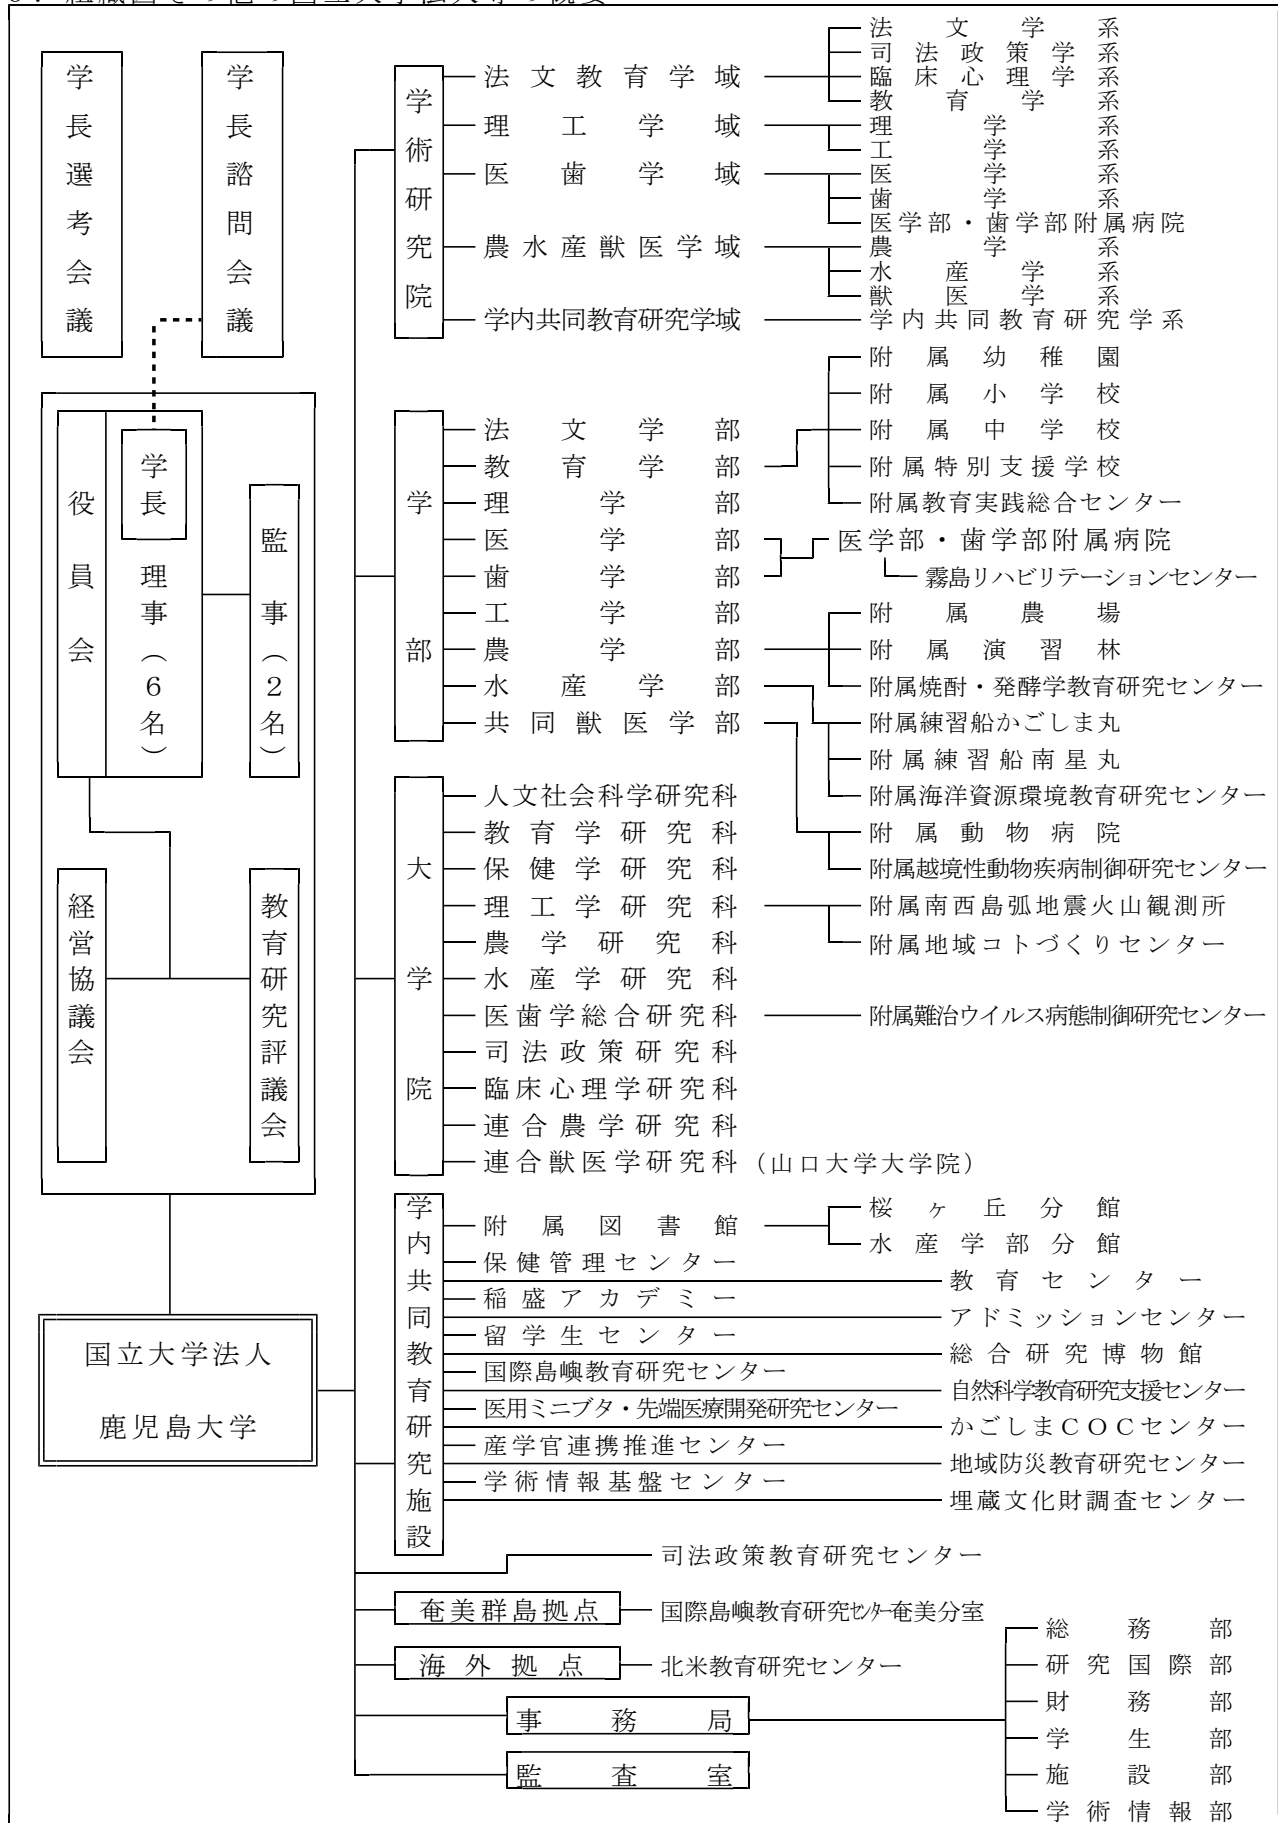 学長選考会議
学長諮問会議
役員会
学長
理事（６名）
監事（２名）
経営協議会
教育研究評議会
国立大学法人
鹿児島大学
学術研究院
法文教育学域
法文学系
司法政策学系
臨床心理学系
教育学系
理工学域
理学系
工学系
医歯学域
医学系
歯学系
医学部・歯学部附属病院
農水産獣医学域
農学系
水産学系
獣医学系
学内共同教育研究学域
学内共同教育研究学系
学部
法文学部
教育学部
附属幼稚園
附属小学校
附属中学校
附属特別支援学校
附属教育実践総合センター
理学部
医学部
歯学部
医学部・歯学部附属病院
霧島リハビリテーションセンター
工学部
農学部
附属農場
附属演習林
附属焼酎・発酵学教育研究センター
水産学部
附属練習船かごしま丸
附属練習船南星丸
附属海洋資源環境教育研究センター
共同獣医学部
附属動物病院
附属越境性動物疾病制御研究センター
大学院
人文社会科学研究科
教育学研究科
保健学研究科
理工学研究科
附属南西島弧地震火山観測所
附属地域コトづくりセンター
農学研究科
水産学研究科
医歯学総合研究科
附属難治ウイルス病態制御研究センター
司法政策研究科
臨床心理学研究科
連合農学研究科
連合獣医学研究科（山口大学大学院）
学内共同教育研究施設
附属図書館
桜ヶ丘分館
水産学部分館
保健管理センター
教育センター
稲盛アカデミー
アドミッションセンター
留学生センター
総合研究博物館
国際島嶼教育研究センター
自然科学教育研究支援センター
医用ミニブタ・先端医療開発研究センター
かごしまＣＯＣセンター
産学官連携推進センター
地域防災教育研究センター
学術情報基盤センター
埋蔵文化財調査センター
司法政策教育研究センター
奄美群島拠点
国際島嶼教育研究センター奄美分室
海外拠点
北米教育研究センター
事務局
総務部
研究国際部
財務部
学生部
施設部
学術情報部
監査室